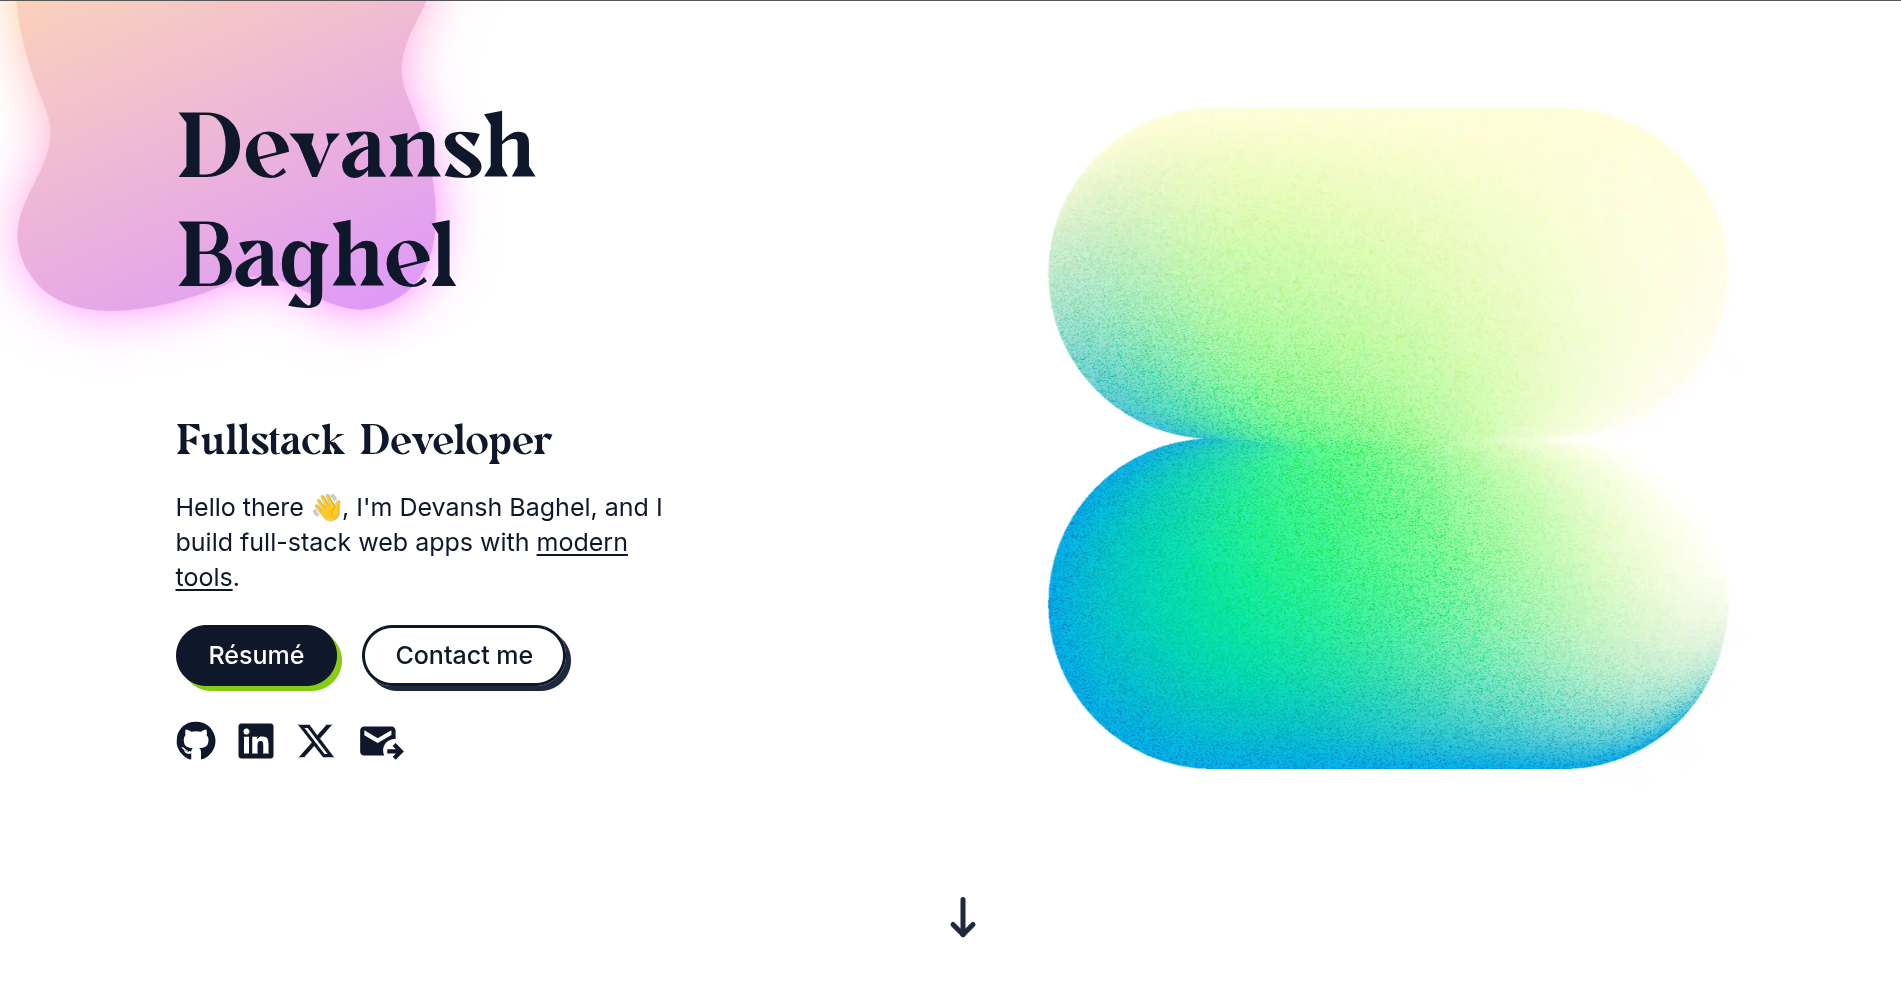 Devansh
Baghel
Fullstack Developer
Hello there 👋, I'm Devansh Baghel, and I
build full-stack web apps with modern
tools.
Résumé
Contact me